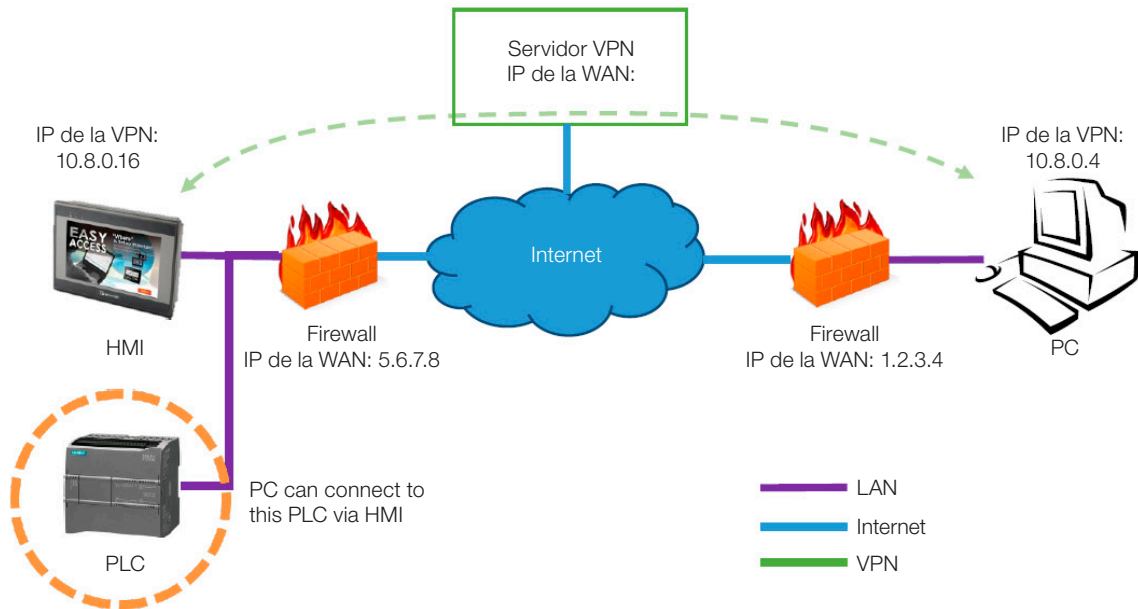 Servidor VPN
IP de la WAN:
IP de la VPN:
10.8.0.16
IP de la VPN:
10.8.0.4
EASY
ACCESS
Internet
HMI
Firewall
IP de la WAN: 5.6.7.8
Firewall
IP de la WAN: 1.2.3.4
PC
PC can connect to
this PLC via HMI
PLC
LAN
Internet
VPN